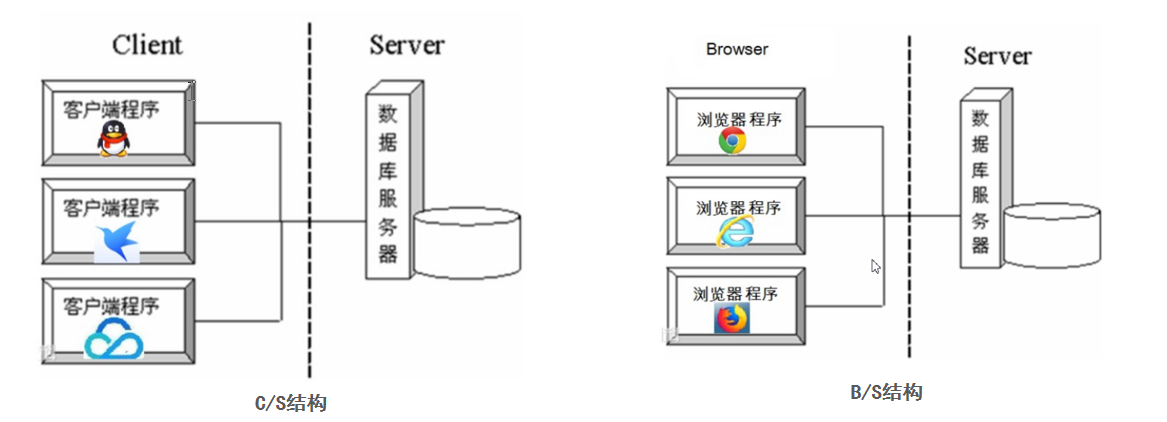 Client
Server
客户端程序
客户端程序
客户端程序
数据库服务器
C/S结构
Browser
Server
浏览器程序
浏览器程序
浏览器程序
数据库服务器
B/S结构